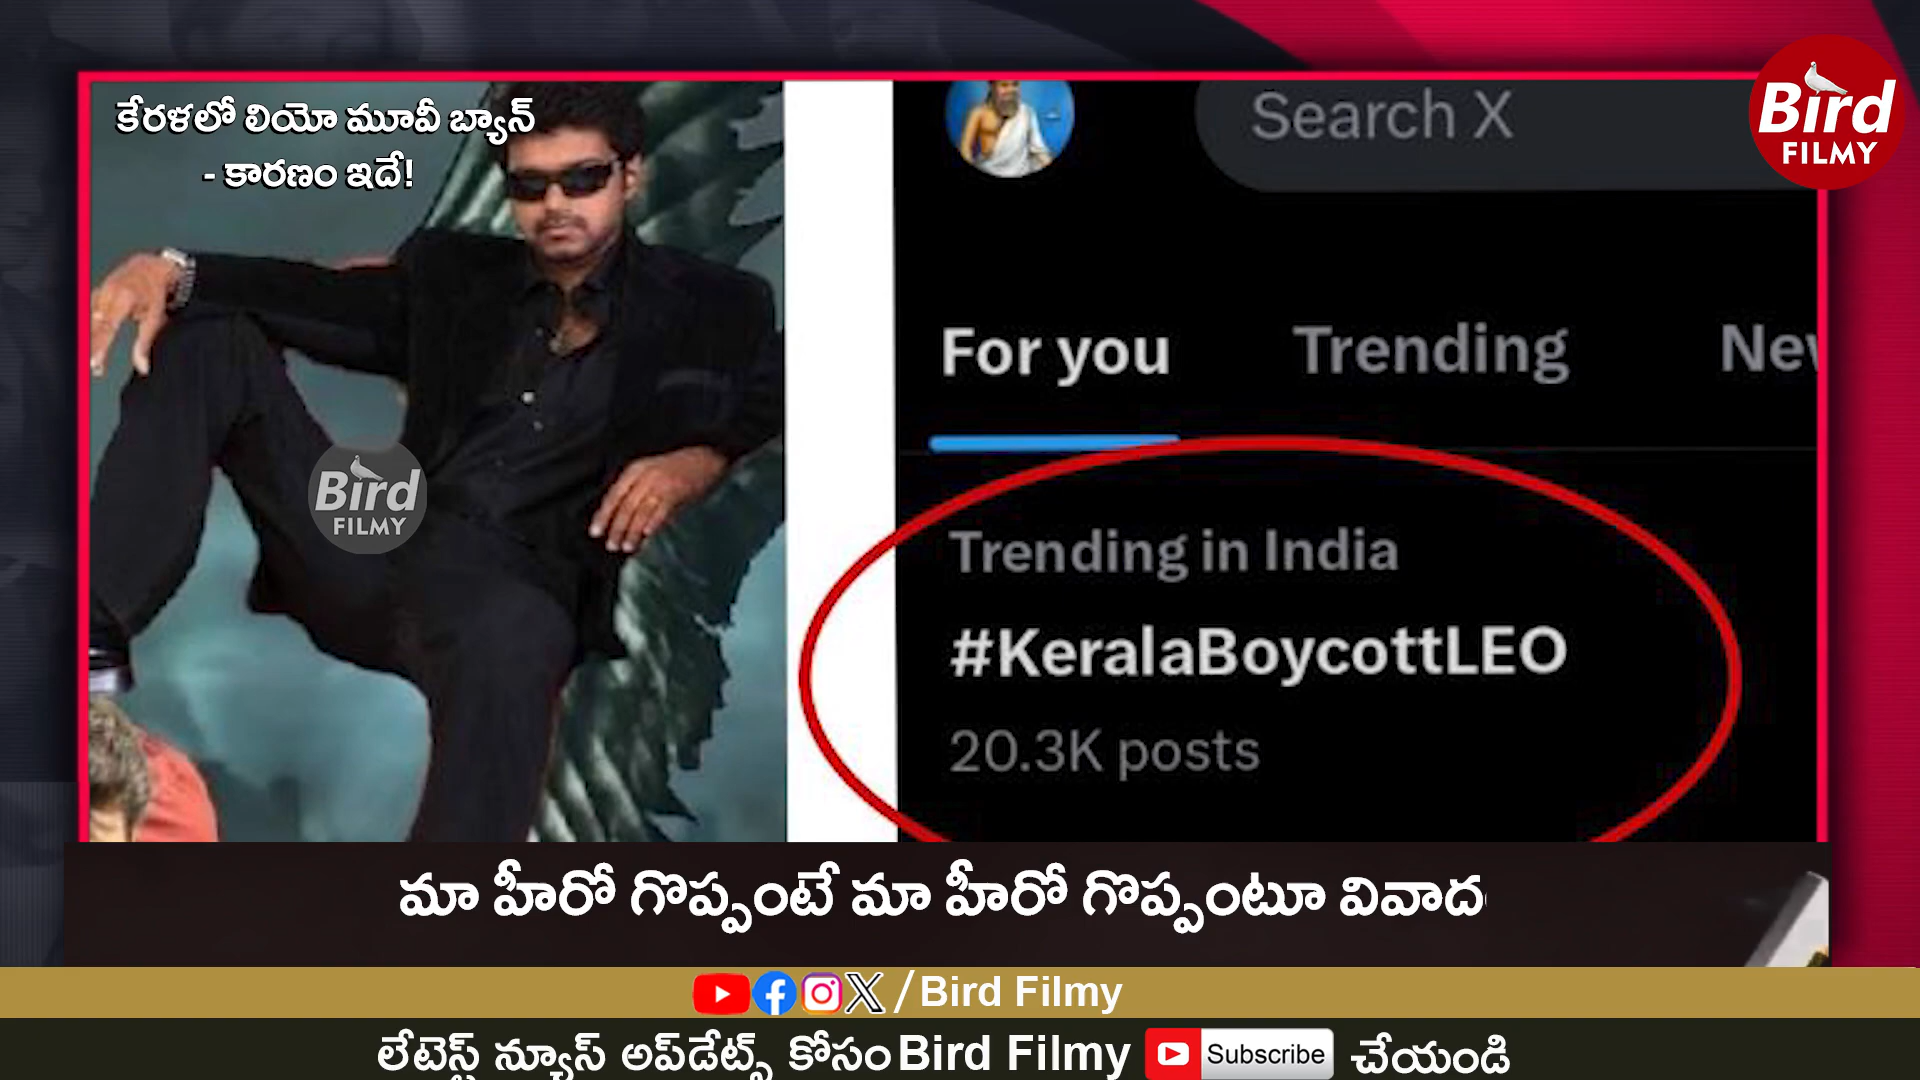 కేరళలో లియో మూవీ బ్యాన్
- కారణం ఇదే!
Bird
FILMY
Search X
For you
Trending
Trending in India
#KeralaBoycottLEO
20.3K posts
Bird
FILMY
మా హీరో గొప్పంటే మా హీరో గొప్పంటూ
/Bird Filmy
లేటెస్ట్ న్యూస్ అప్‌డేట్స్ కోసం Bird Filmy Subscribe చేయండి